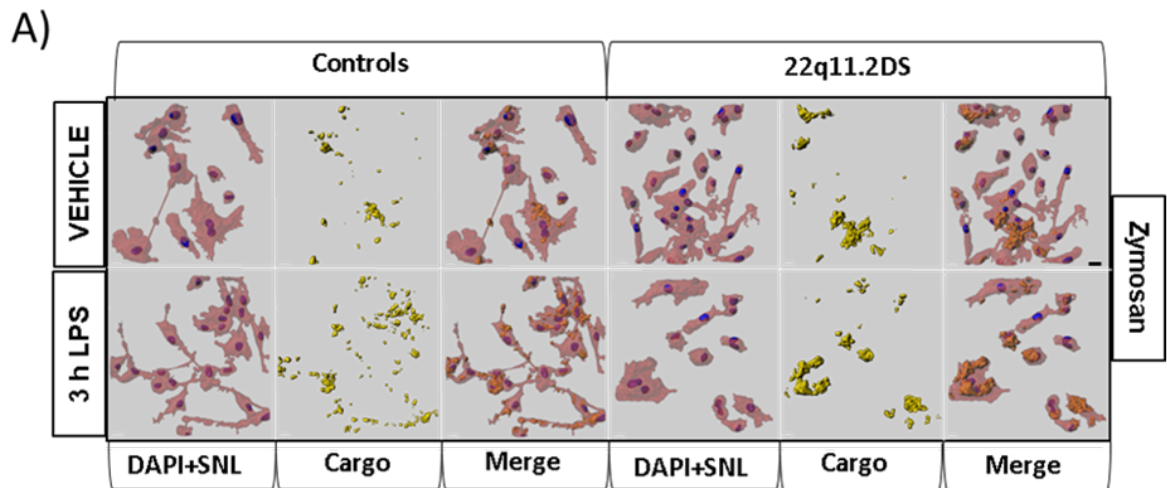 A)
Controls
22q11.2DS
VEHICLE
3 h LPS
Zymosan
DAPI+SNL
Cargo
Merge
DAPI+SNL
Cargo
Merge